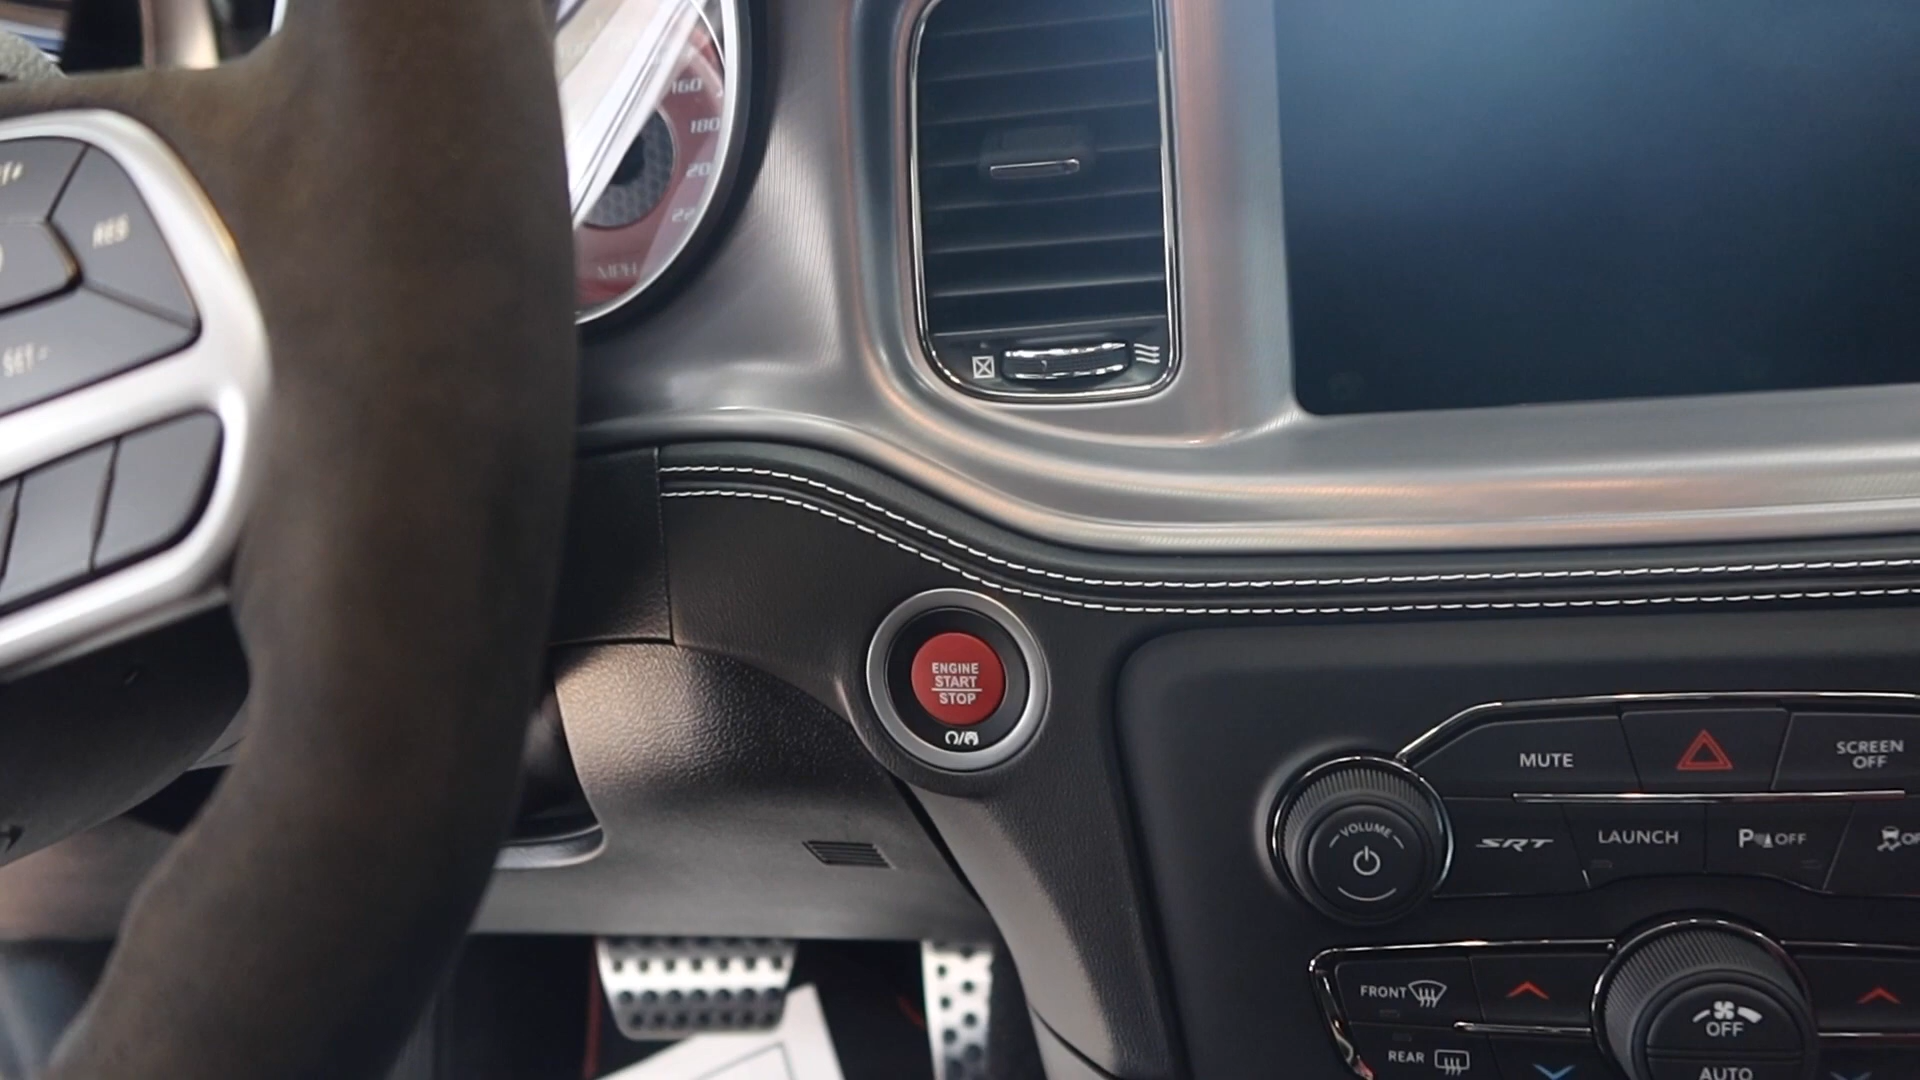 160
180
RES
SET -
MPH
ENGINE
START
STOP
MUTE
SCREEN
OFF
VOLUME
SRT
LAUNCH
P OFF
FRONT
OFF
REAR
AUTO